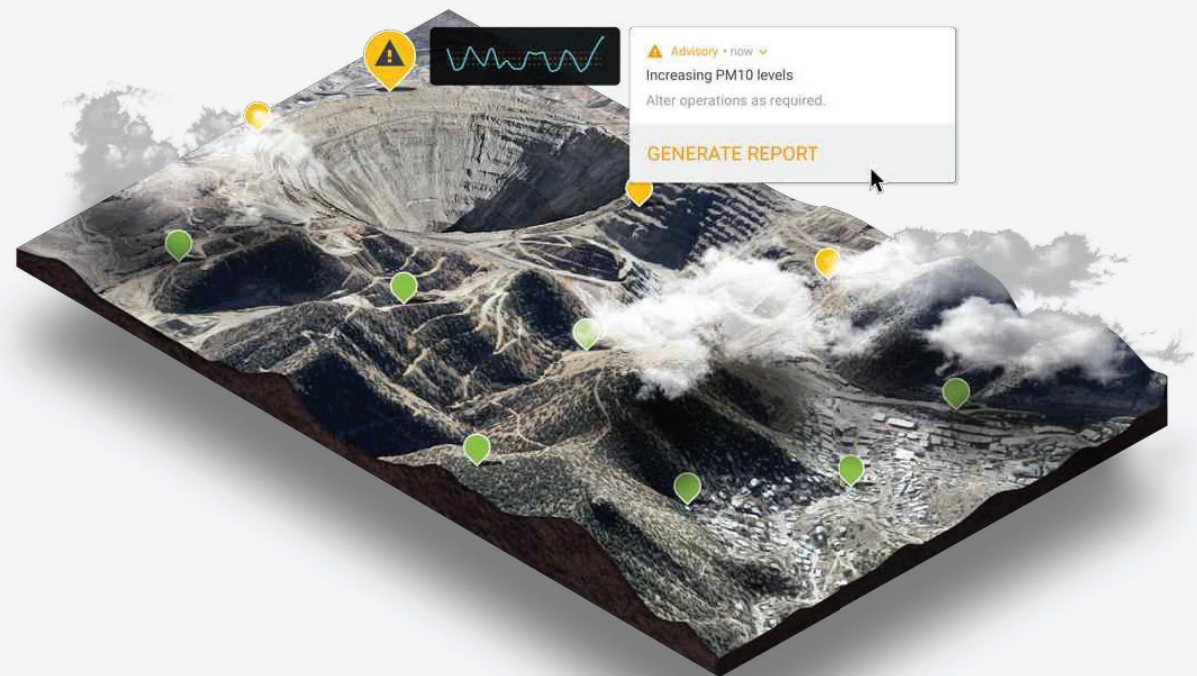 Advisory • now
Increasing PM10 levels
Alter operations as required.
GENERATE REPORT